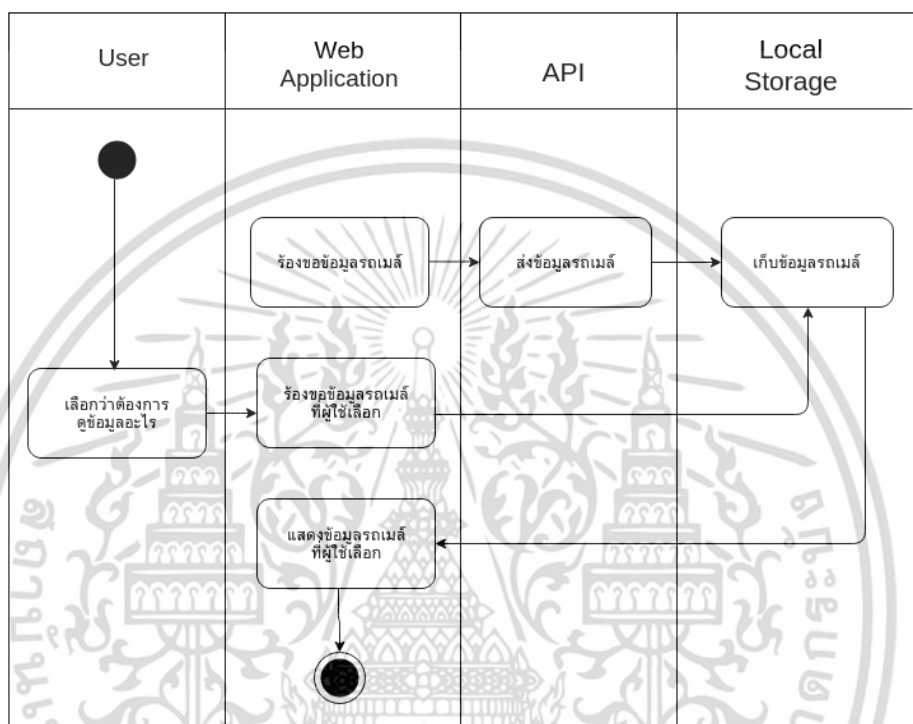 User
Web
Application
API
Local
Storage
ร้องขอข้อมูลรถเมล์
ส่งข้อมูลรถเมล์
เก็บข้อมูลรถเมล์
เลือกว่าต้องการ
ดูข้อมูลอะไร
ร้องขอข้อมูลรถเมล์
ที่ผู้ใช้เลือก
แสดงข้อมูลรถเมล์
ที่ผู้ใช้เลือก